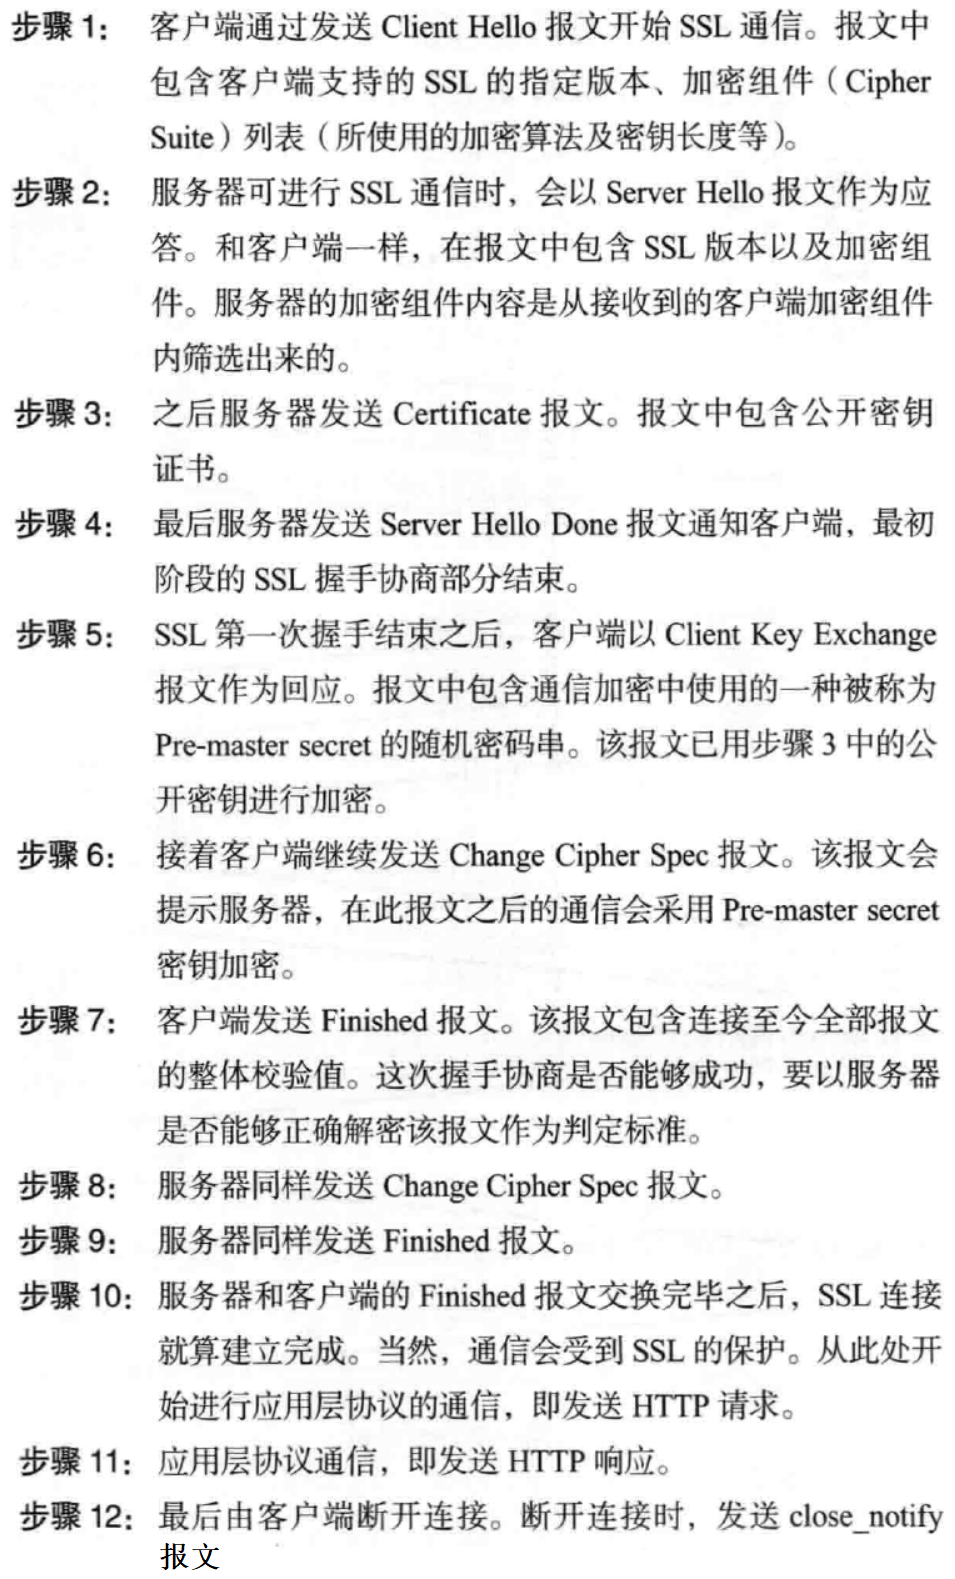 步骤 1： 客户端通过发送 Client Hello 报文开始 SSL 通信。报文中
包含客户端支持的 SSL 的指定版本、加密组件（Cipher
Suite）列表（所使用的加密算法及密钥长度等）。
步骤 2： 服务器可进行 SSL 通信时，会以 Server Hello 报文作为应
答。和客户端一样，在报文中包含 SSL 版本以及加密组
件。服务器的加密组件内容是从接收到的客户端加密组件
内筛选出来的。
步骤 3： 之后服务器发送 Certificate 报文。报文中包含公开密钥
证书。
步骤 4： 最后服务器发送 Server Hello Done 报文通知客户端，最初
阶段的 SSL 握手协商部分结束。
步骤 5： SSL 第一次握手结束之后，客户端以 Client Key Exchange
报文作为回应。报文中包含通信加密中使用的一种被称为
Pre-master secret 的随机密码串。该报文已用步骤 3 中的公
开密钥进行加密。
步骤 6： 接着客户端继续发送 Change Cipher Spec 报文。该报文会
提示服务器，在此报文之后的通信会采用 Pre-master secret
密钥加密。
步骤 7： 客户端发送 Finished 报文。该报文包含连接至今全部报文
的整体校验值。这次握手协商是否能够成功，要以服务器
是否能够正确解密该报文作为判定标准。
步骤 8： 服务器同样发送 Change Cipher Spec 报文。
步骤 9： 服务器同样发送 Finished 报文。
步骤 10： 服务器和客户端的 Finished 报文交换完毕之后，SSL 连接
就算建立完成。当然，通信会受到 SSL 的保护。从此处开
始进行应用层协议的通信，即发送 HTTP 请求。
步骤 11： 应用层协议通信，即发送 HTTP 响应。
步骤 12： 最后由客户端断开连接。断开连接时，发送 close_notify
报文